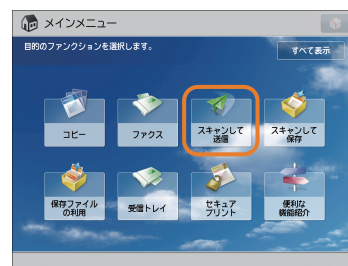 メインメニュー
目的のファンクションを選択します。
すべて表示
コピー
ファクス
スキャンして
送信
スキャンして
保存
保存ファイル
の利用
受信トレイ
セキュア
プリント
便利な
機能紹介